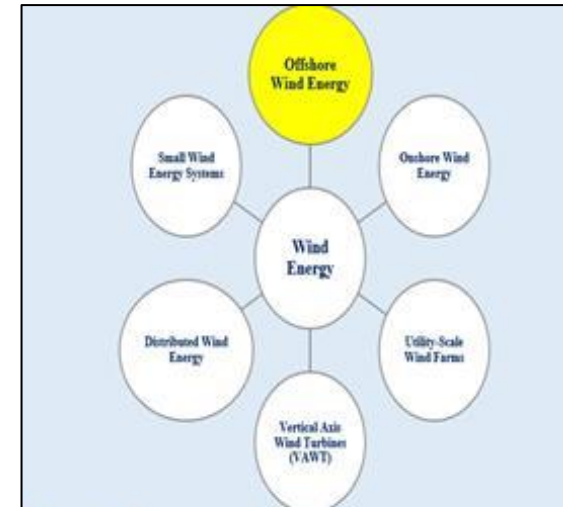 Offshore
Wind Energy
Small Wind
Energy Systems
Onshore Wind
Energy
Wind
Energy
Distributed Wind
Energy
Utility-Scale
Wind Farms
Vertical Axis
Wind Turbines
(VAWT)